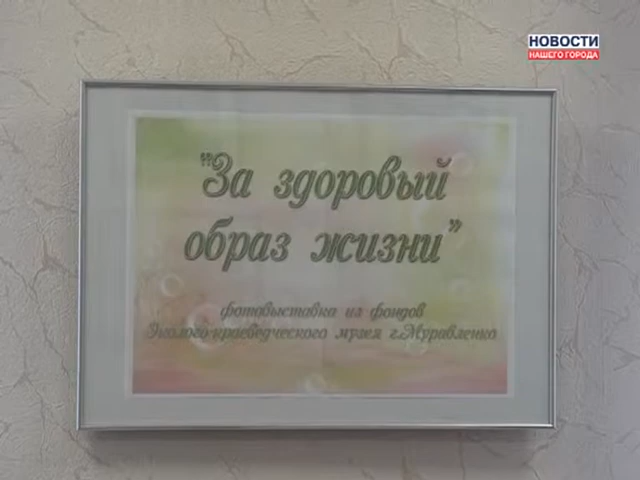 НОВОСТИ
НАШЕГО ГОРОДА
"За здоровый
образ жизни"
фотовыставка из фондов
Эколого-краеведческого музея г.Муравленко